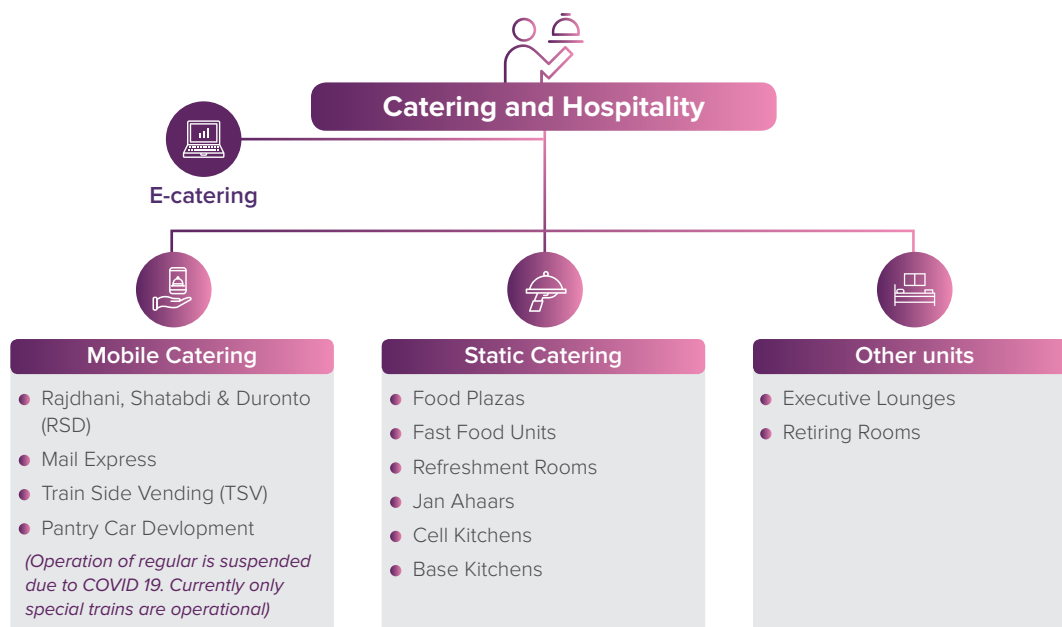 Catering and Hospitality
E-catering
Mobile Catering
Rajdhani, Shatabdi & Duronto
(RSD)
Mail Express
Train Side Vending (TSV)
Pantry Car Devlopment
(Operation of regular is suspended
due to COVID 19. Currently only
special trains are operational)
Static Catering
Food Plazas
Fast Food Units
Refreshment Rooms
Jan Ahaars
Cell Kitchens
Base Kitchens
Other units
Executive Lounges
Retiring Rooms